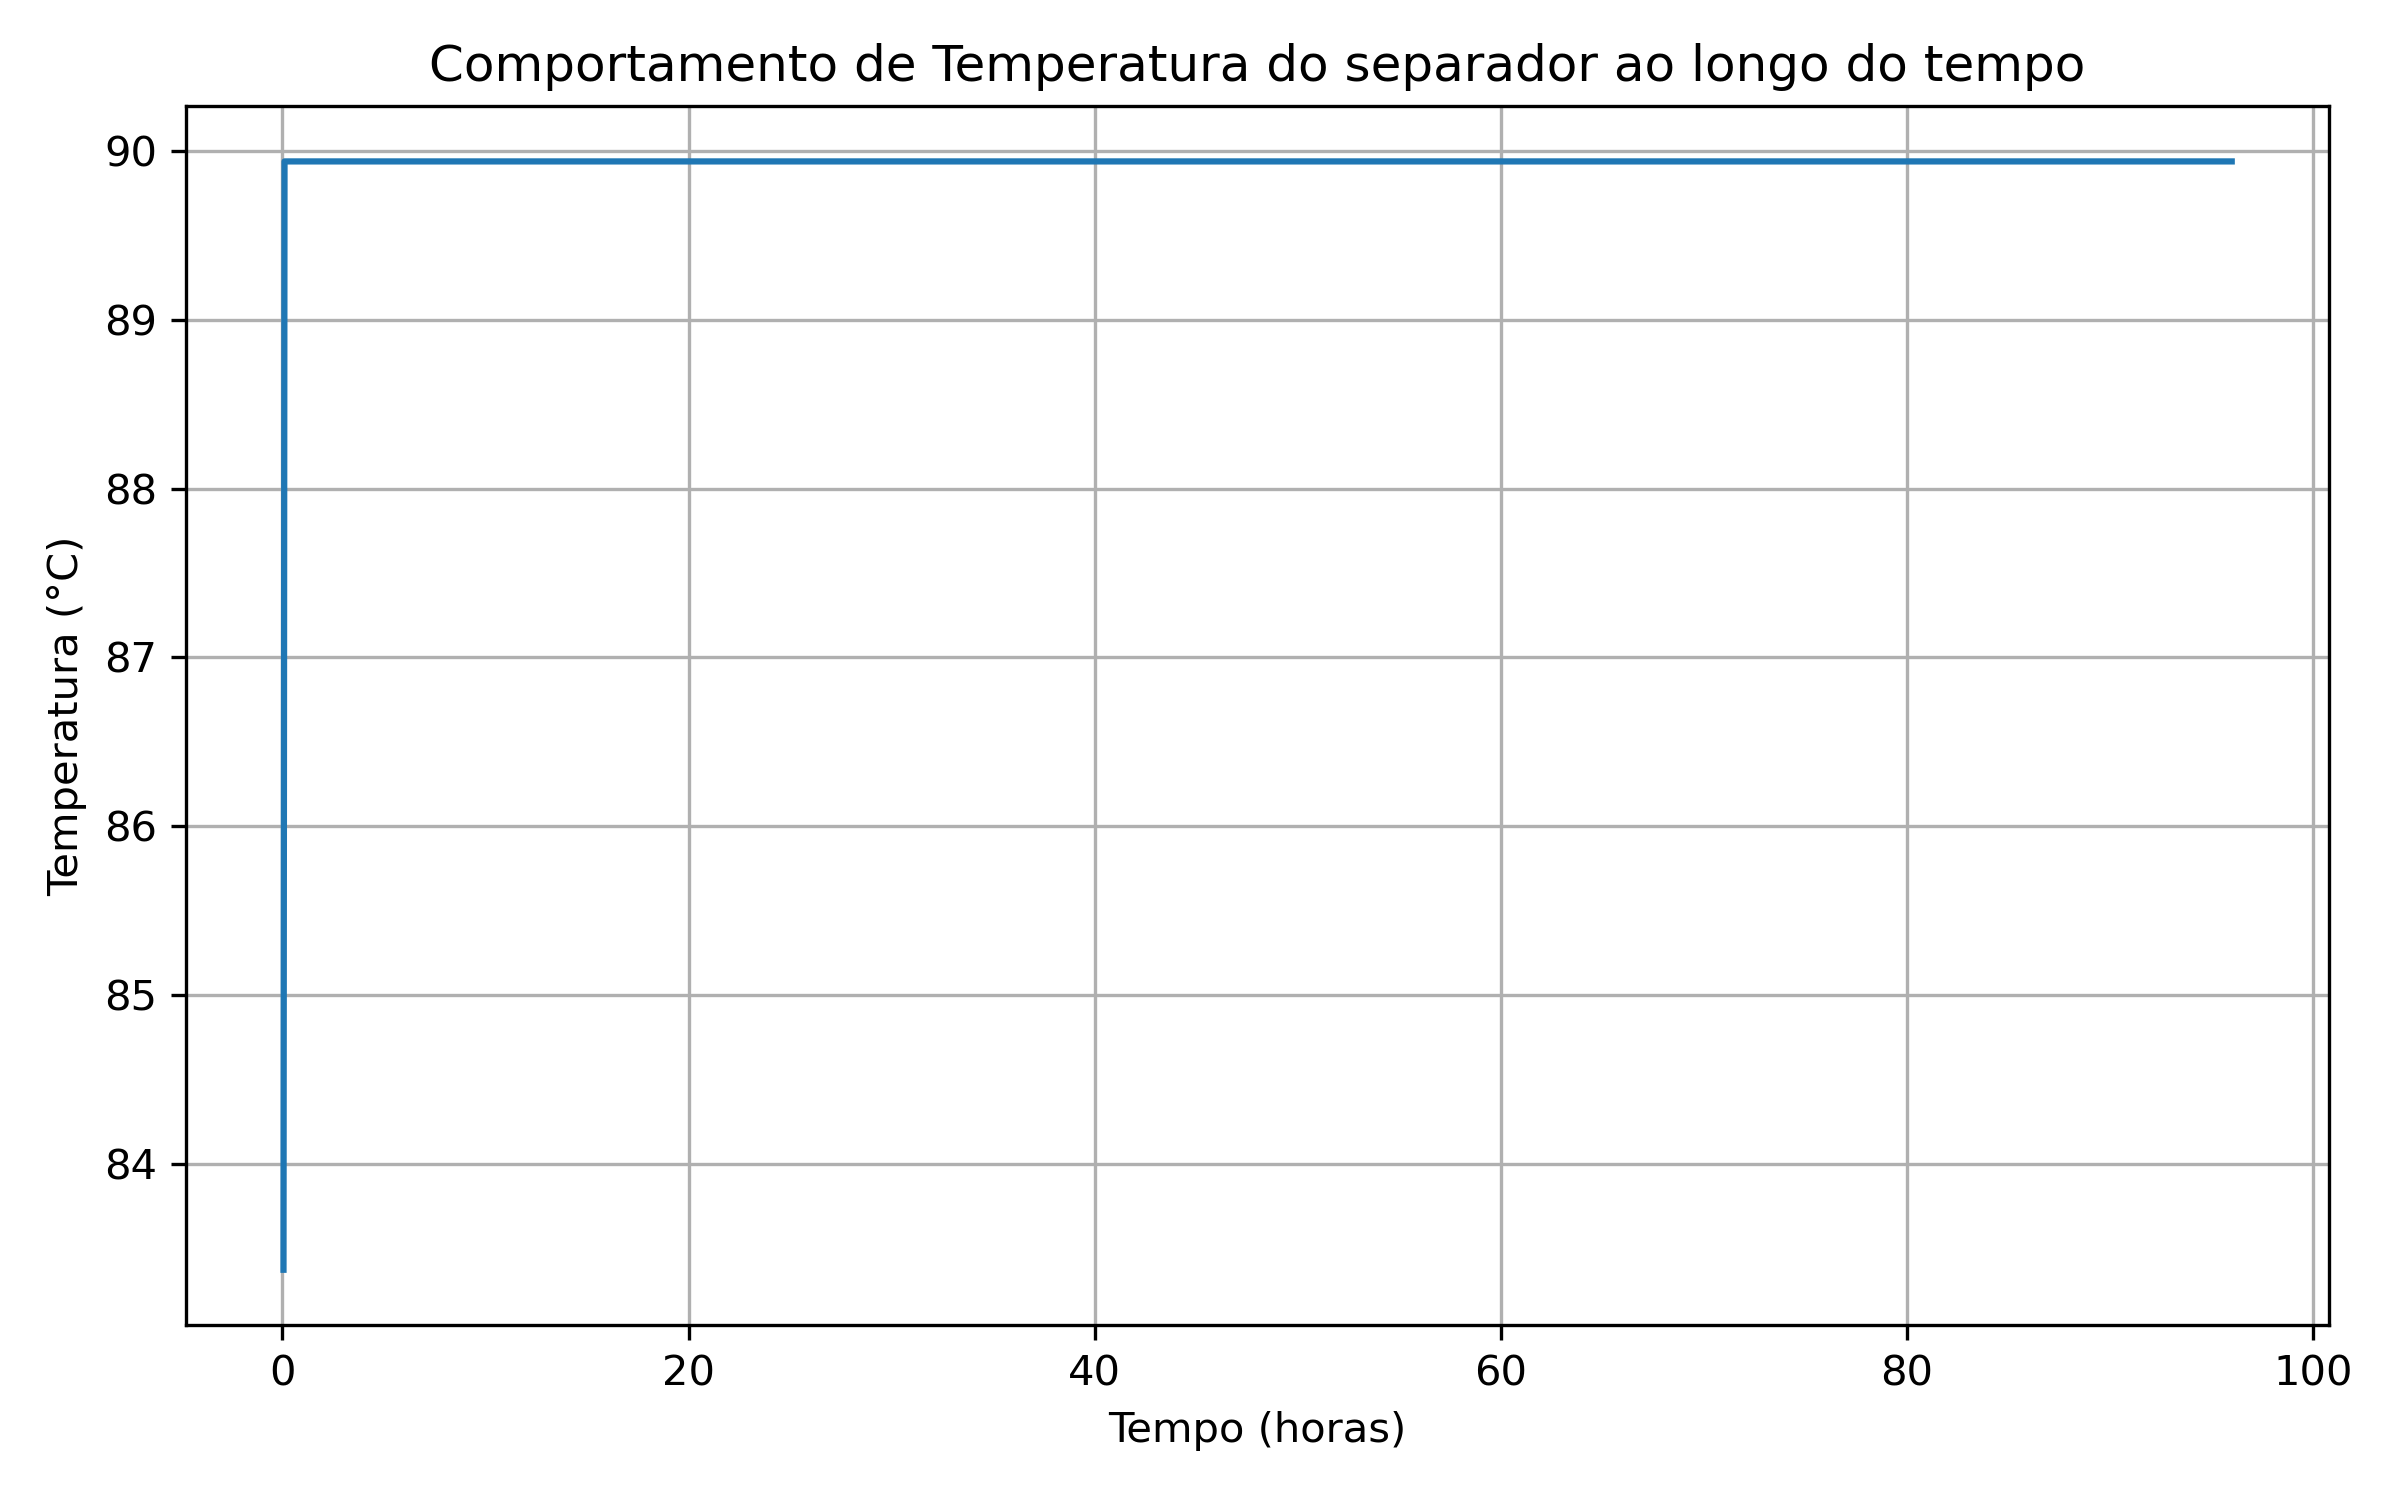 Comportamento de Temperatura do separador ao longo do tempo
90
89
88
87
86
85
84
Temperatura (°C)
0 20 40 60 80 100
Tempo (horas)